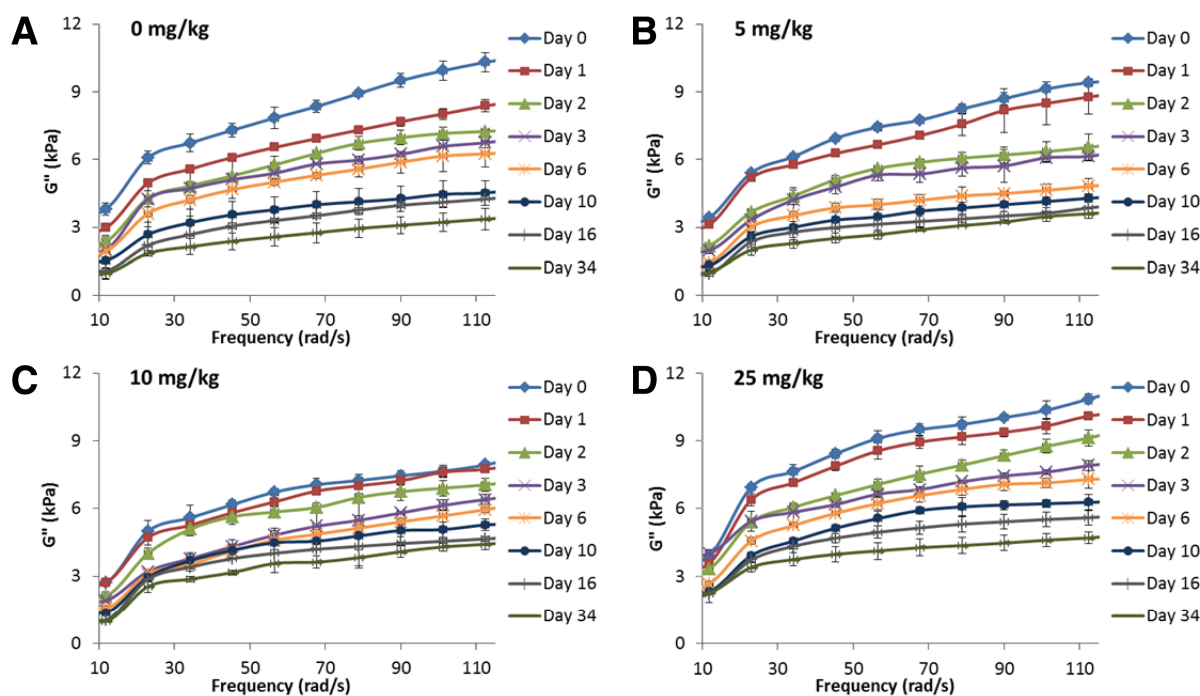 A
0 mg/kg
12
9
6
3
0
G'' (kPa)
10
30
50
70
90
110
Frequency (rad/s)
Day 0
Day 1
Day 2
Day 3
Day 6
Day 10
Day 16
Day 34
B
5 mg/kg
12
9
6
3
0
G'' (kPa)
10
30
50
70
90
110
Frequency (rad/s)
Day 0
Day 1
Day 2
Day 3
Day 6
Day 10
Day 16
Day 34
C
10 mg/kg
12
9
6
3
0
G'' (kPa)
10
30
50
70
90
110
Frequency (rad/s)
Day 0
Day 1
Day 2
Day 3
Day 6
Day 10
Day 16
Day 34
D
25 mg/kg
12
9
6
3
0
G'' (kPa)
10
30
50
70
90
110
Frequency (rad/s)
Day 0
Day 1
Day 2
Day 3
Day 6
Day 10
Day 16
Day 34